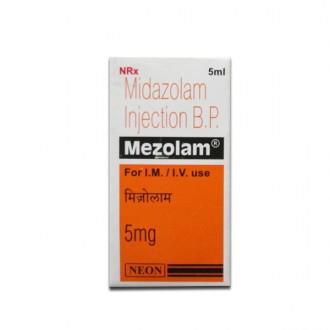 NRx 5ml
Midazolam
Injection B.P.
Mezolam®
For I.M. / I.V. use
मिज़ोलाम
5mg
NEON